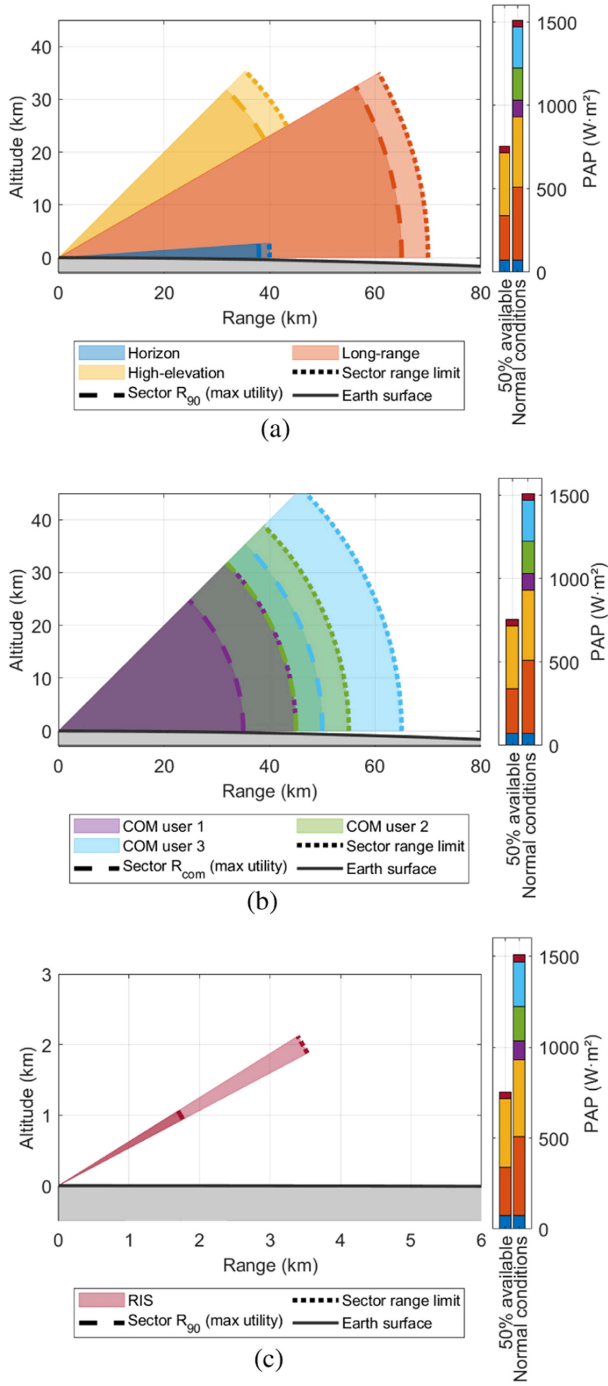 40
30
20
10
0
Altitude (km)
0
20
40
60
80
Range (km)
1500
1000
500
0
PAP (W·m²)
50% available
Normal conditions
Horizon
Long-range
High-elevation
Sector range limit
Sector R90 (max utility)
Earth surface
(a)
40
30
20
10
0
Altitude (km)
0
20
40
60
80
Range (km)
1500
1000
500
0
PAP (W·m²)
50% available
Normal conditions
COM user 1
COM user 2
COM user 3
Sector range limit
Sector Rcom (max utility)
Earth surface
(b)
3
2
1
0
Altitude (km)
0
1
2
3
4
5
6
Range (km)
1500
1000
500
0
PAP (W·m²)
50% available
Normal conditions
RIS
Sector range limit
Sector R90 (max utility)
Earth surface
(c)